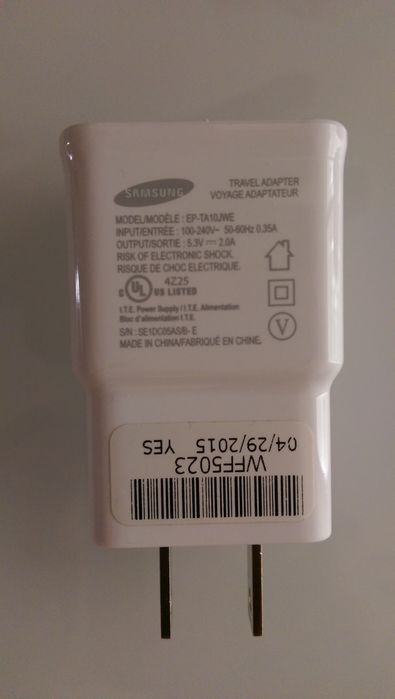 SAMSUNG
TRAVEL ADAPTER
VOYAGE ADAPTATEUR
MODEL/MODÈLE : EP-TA10JWE
INPUT/ENTRÉE : 100-240V~ 50-60Hz 0.35A
OUTPUT/SORTIE : 5.3V ⎓ 2.0A
RISK OF ELECTRONIC SHOCK.
RISQUE DE CHOC ELECTRIQUE.
4Z25
C UL US LISTED
I.T.E. Power Supply / I.T.E. Alimentation
Bloc d'alimentation I.T.E.
V
S/N : SE1DC05AS/B- E
MADE IN CHINA/FABRIQUÉ EN CHINE.
WFF5023
04/29/2015 YES